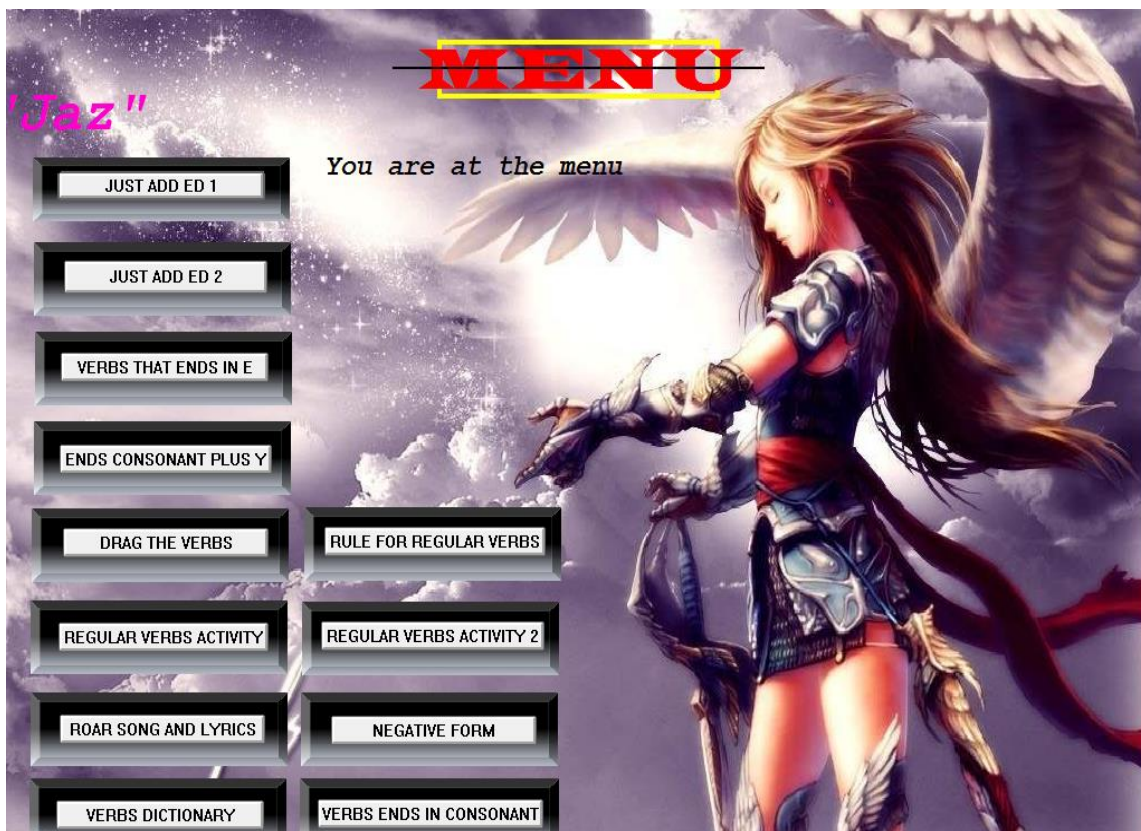 MENU
"Jaz"
You are at the menu
JUST ADD ED 1
JUST ADD ED 2
VERBS THAT ENDS IN E
ENDS CONSONANT PLUS Y
DRAG THE VERBS
RULE FOR REGULAR VERBS
REGULAR VERBS ACTIVITY
REGULAR VERBS ACTIVITY 2
ROAR SONG AND LYRICS
NEGATIVE FORM
VERBS DICTIONARY
VERBS ENDS IN CONSONANT